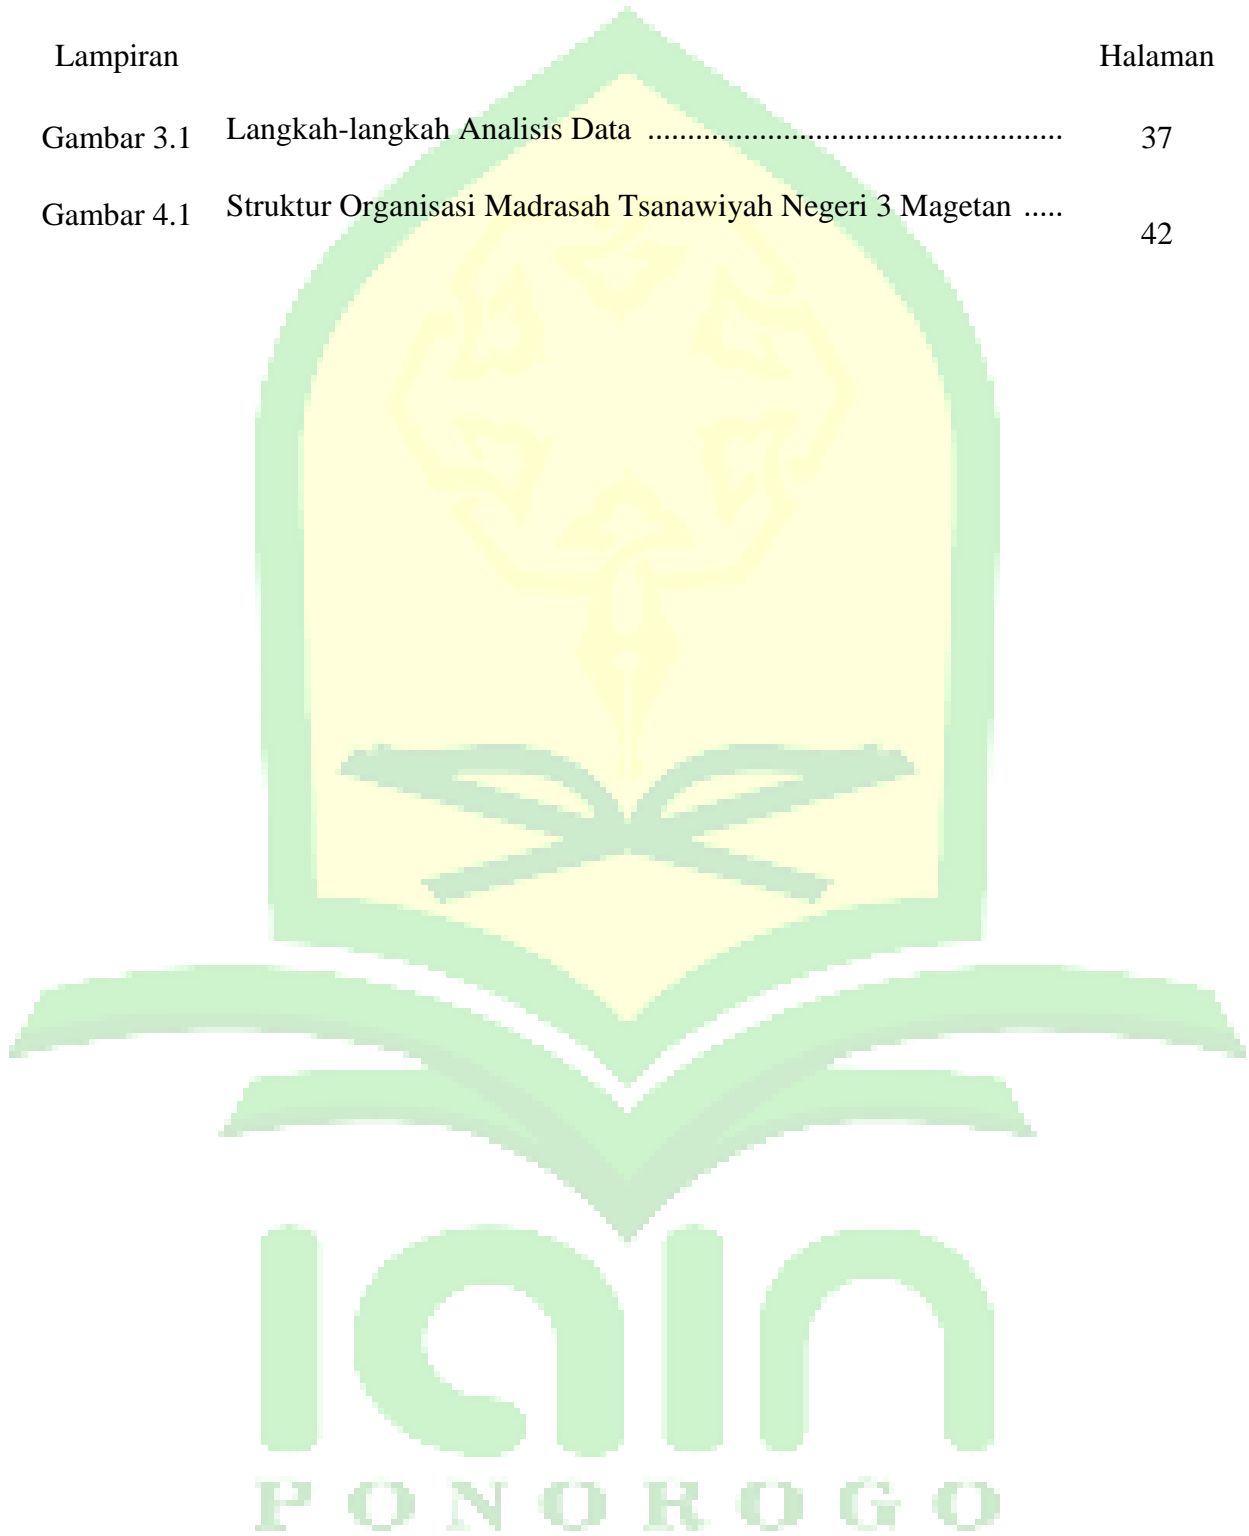 Lampiran Halaman
Gambar 3.1 Langkah-langkah Analisis Data ................................................... 37
Gambar 4.1 Struktur Organisasi Madrasah Tsanawiyah Negeri 3 Magetan ..... 42
IAIN
PONOROGO